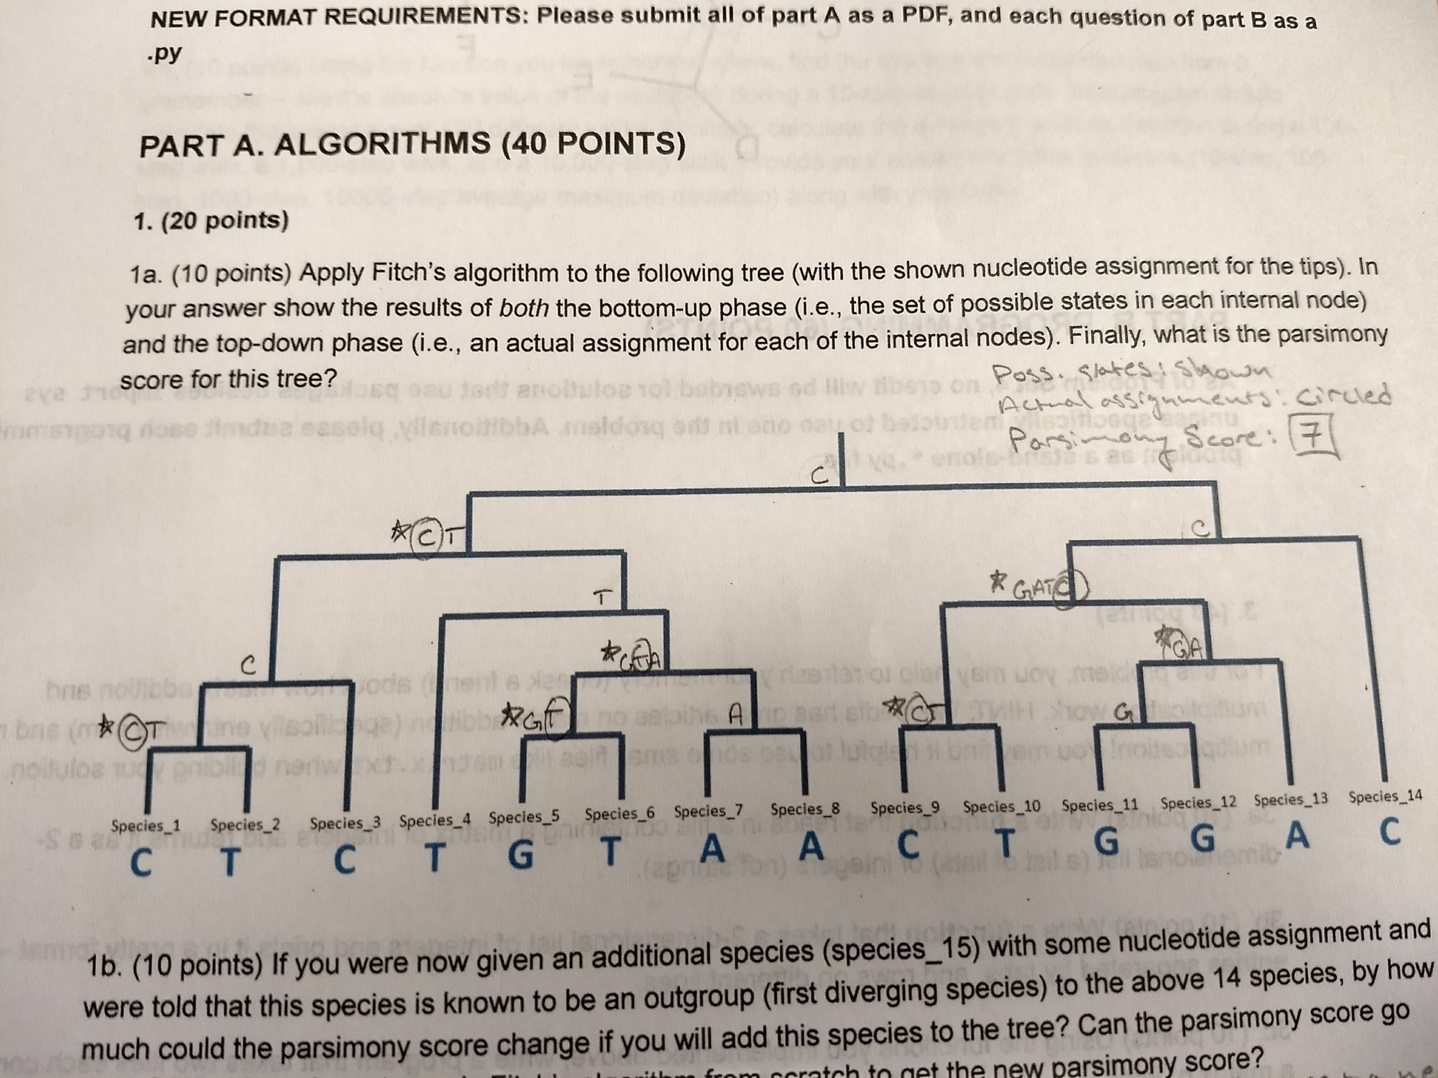 NEW FORMAT REQUIREMENTS: Please submit all of part A as a PDF, and each question of part B as a
.py
PART A. ALGORITHMS (40 POINTS)
1. (20 points)
1a. (10 points) Apply Fitch's algorithm to the following tree (with the shown nucleotide assignment for the tips). In
your answer show the results of both the bottom-up phase (i.e., the set of possible states in each internal node)
and the top-down phase (i.e., an actual assignment for each of the internal nodes). Finally, what is the parsimony
score for this tree?
Poss. states: shown
Actual assignments: circled
Parsimony Score: 7
C
*CT
C
T
*GATC
*GTA
*GA
C
*CT
*GT
A
*CT
G
Species_1 Species_2 Species_3 Species_4 Species_5 Species_6 Species_7 Species_8 Species_9 Species_10 Species_11 Species_12 Species_13 Species_14
C T C T G T A A C T G G A C
1b. (10 points) If you were now given an additional species (species_15) with some nucleotide assignment and
were told that this species is known to be an outgroup (first diverging species) to the above 14 species, by how
much could the parsimony score change if you will add this species to the tree? Can the parsimony score go
from scratch to get the new parsimony score?